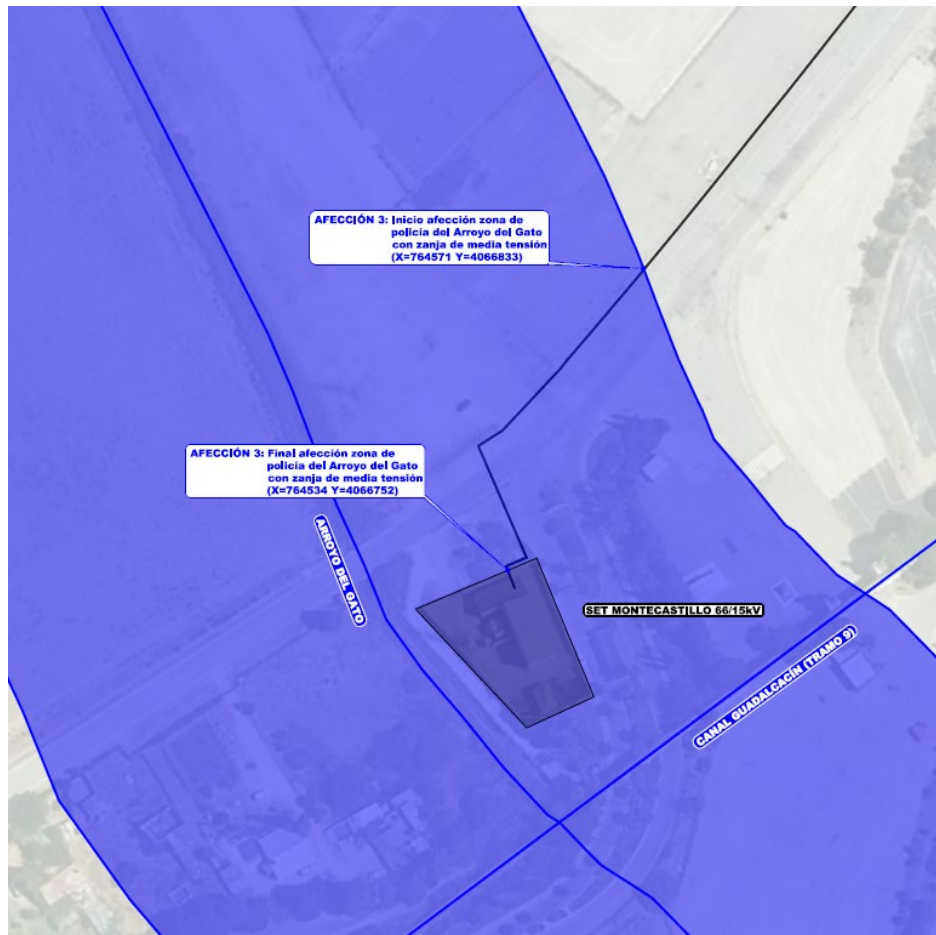 AFECCIÓN 3: Inicio afección zona de
policía del Arroyo del Gato
con zanja de media tensión
(X=764571 Y=4066833)
AFECCIÓN 3: Final afección zona de
policía del Arroyo del Gato
con zanja de media tensión
(X=764534 Y=4066752)
ARROYO DEL GATO
SET MONTECASTILLO 66/15kV
CANAL GUADALCACÍN (TRAMO 9)